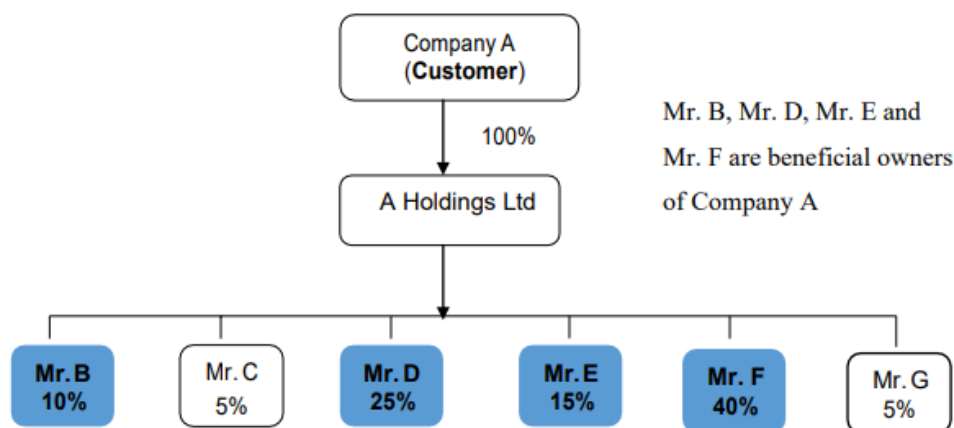 Company A
(Customer)
100%
Mr. B, Mr. D, Mr. E and
Mr. F are beneficial owners
of Company A
A Holdings Ltd
Mr. B
10%
Mr. C
5%
Mr. D
25%
Mr. E
15%
Mr. F
40%
Mr. G
5%